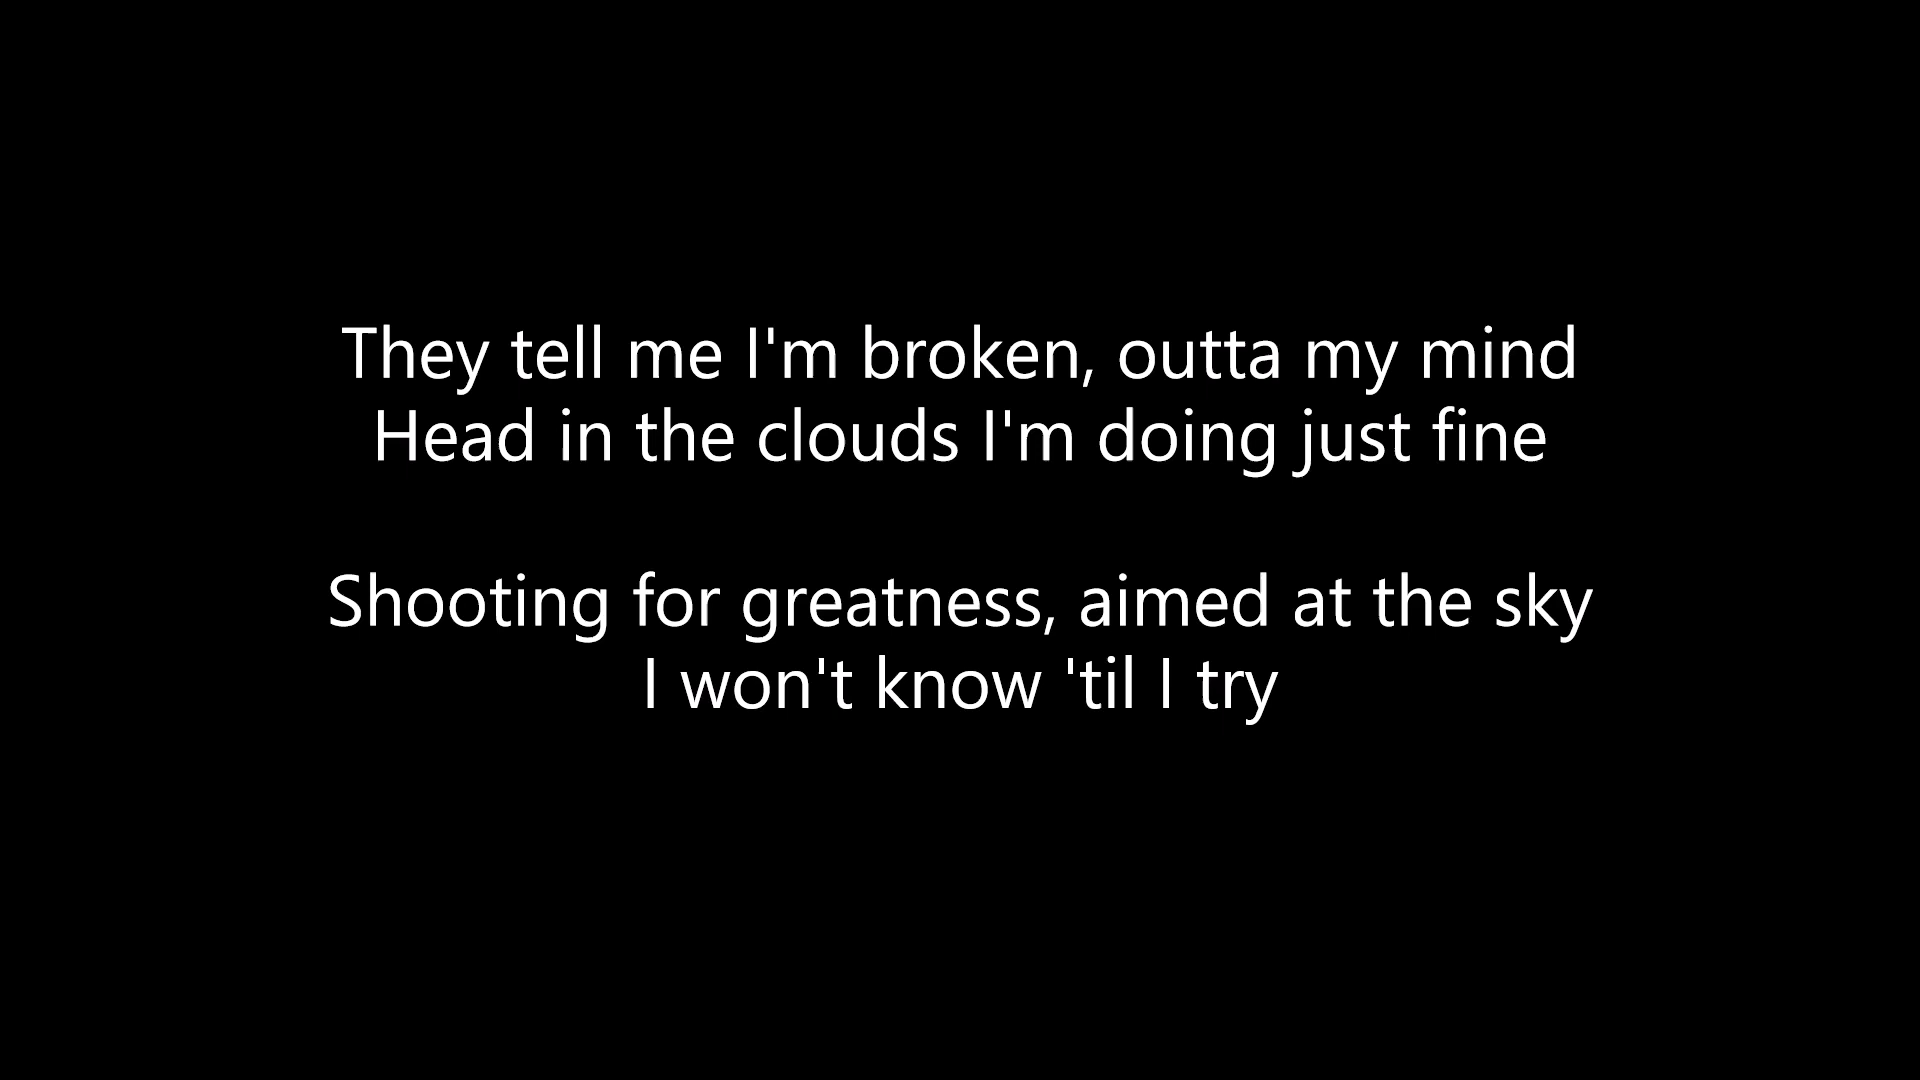 They tell me I'm broken, outta my mind
Head in the clouds I'm doing just fine
Shooting for greatness, aimed at the sky
I won't know 'til I try